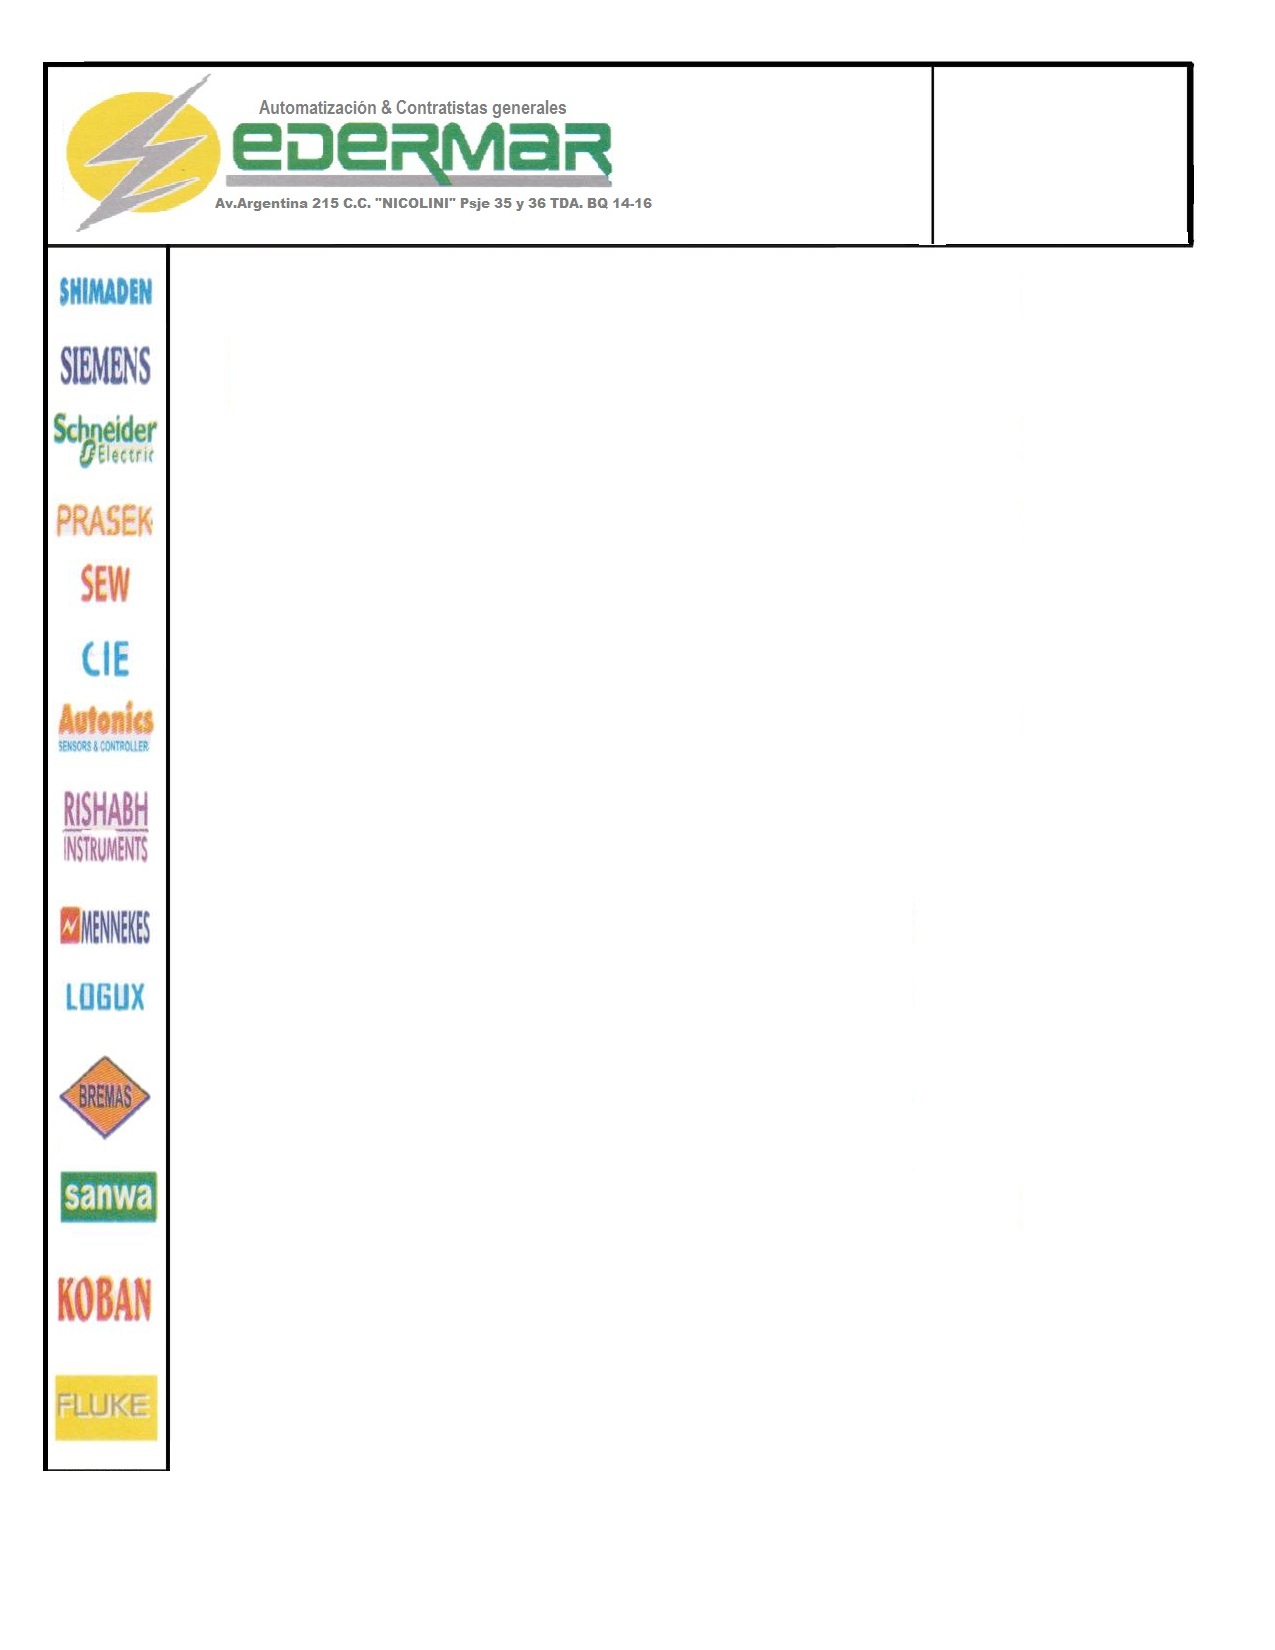 Automatización & Contratistas generales
EDERMAR
Av.Argentina 215 C.C. "NICOLINI" Psje 35 y 36 TDA. BQ 14-16
SHIMADEN
SIEMENS
Schneider
Electric
PRASEK
SEW
CIE
Autonics
SENSORS & CONTROLLER
RISHABH
INSTRUMENTS
MENNEKES
LOGUX
BREMAS
sanwa
KOBAN
FLUKE